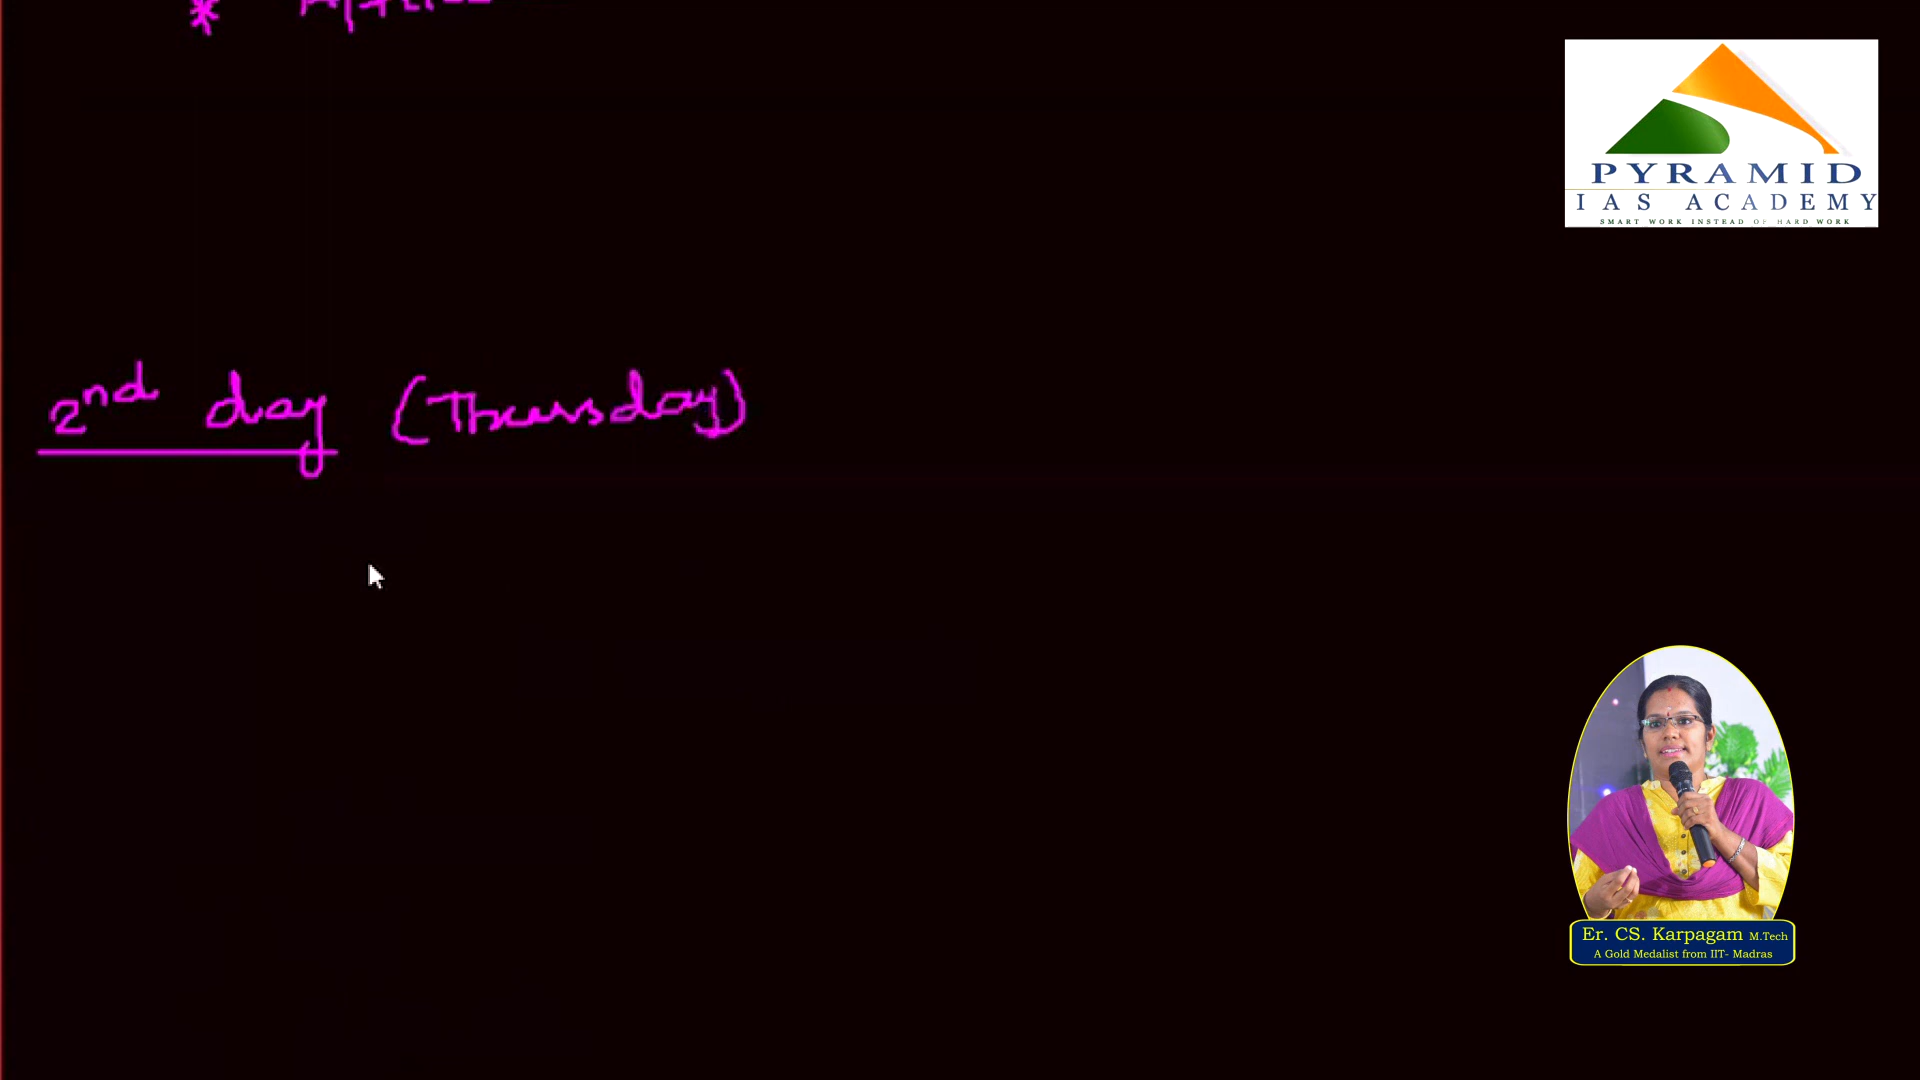 *
2nd day (Thursday)
PYRAMID
IAS ACADEMY
SMART WORK INSTEAD OF HARD WORK
Er. CS. Karpagam M.Tech
A Gold Medalist from IIT- Madras